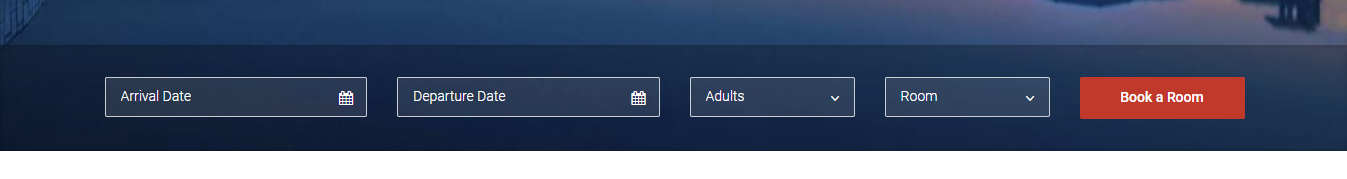 Arrival Date
Departure Date
Adults
Room
Book a Room